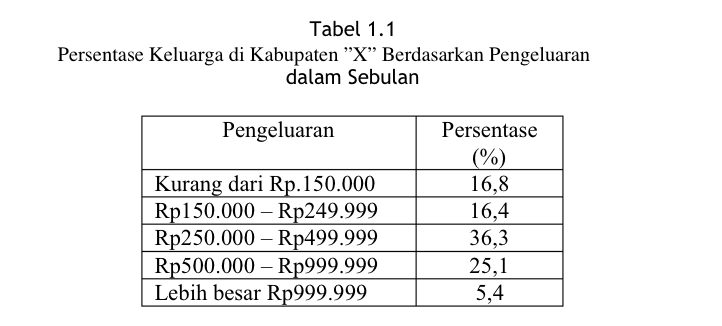 Tabel 1.1
Persentase Keluarga di Kabupaten ”X” Berdasarkan Pengeluaran
dalam Sebulan
Pengeluaran Persentase
(%)
Kurang dari Rp.150.000 16,8
Rp150.000 – Rp249.999 16,4
Rp250.000 – Rp499.999 36,3
Rp500.000 – Rp999.999 25,1
Lebih besar Rp999.999 5,4